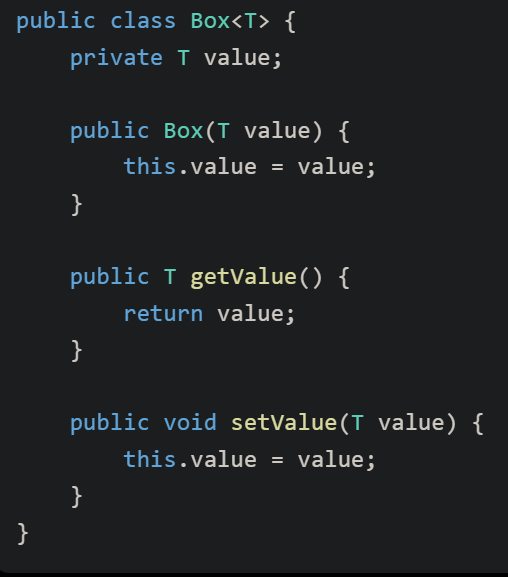 public class Box<T> {
    private T value;

    public Box(T value) {
        this.value = value;
    }

    public T getValue() {
        return value;
    }

    public void setValue(T value) {
        this.value = value;
    }
}